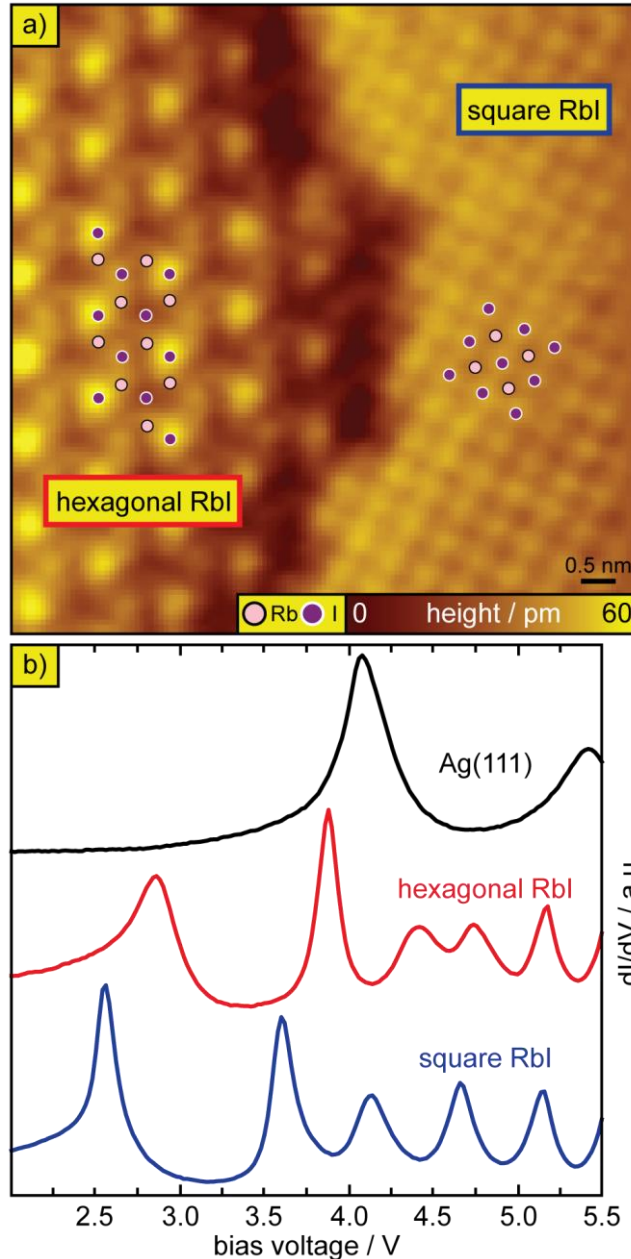 a)
square RbI
hexagonal RbI
0.5 nm
Rb I 0 height / pm 60
b)
Ag(111)
hexagonal RbI
square RbI
2.5 3.0 3.5 4.0 4.5 5.0 5.5
bias voltage / V